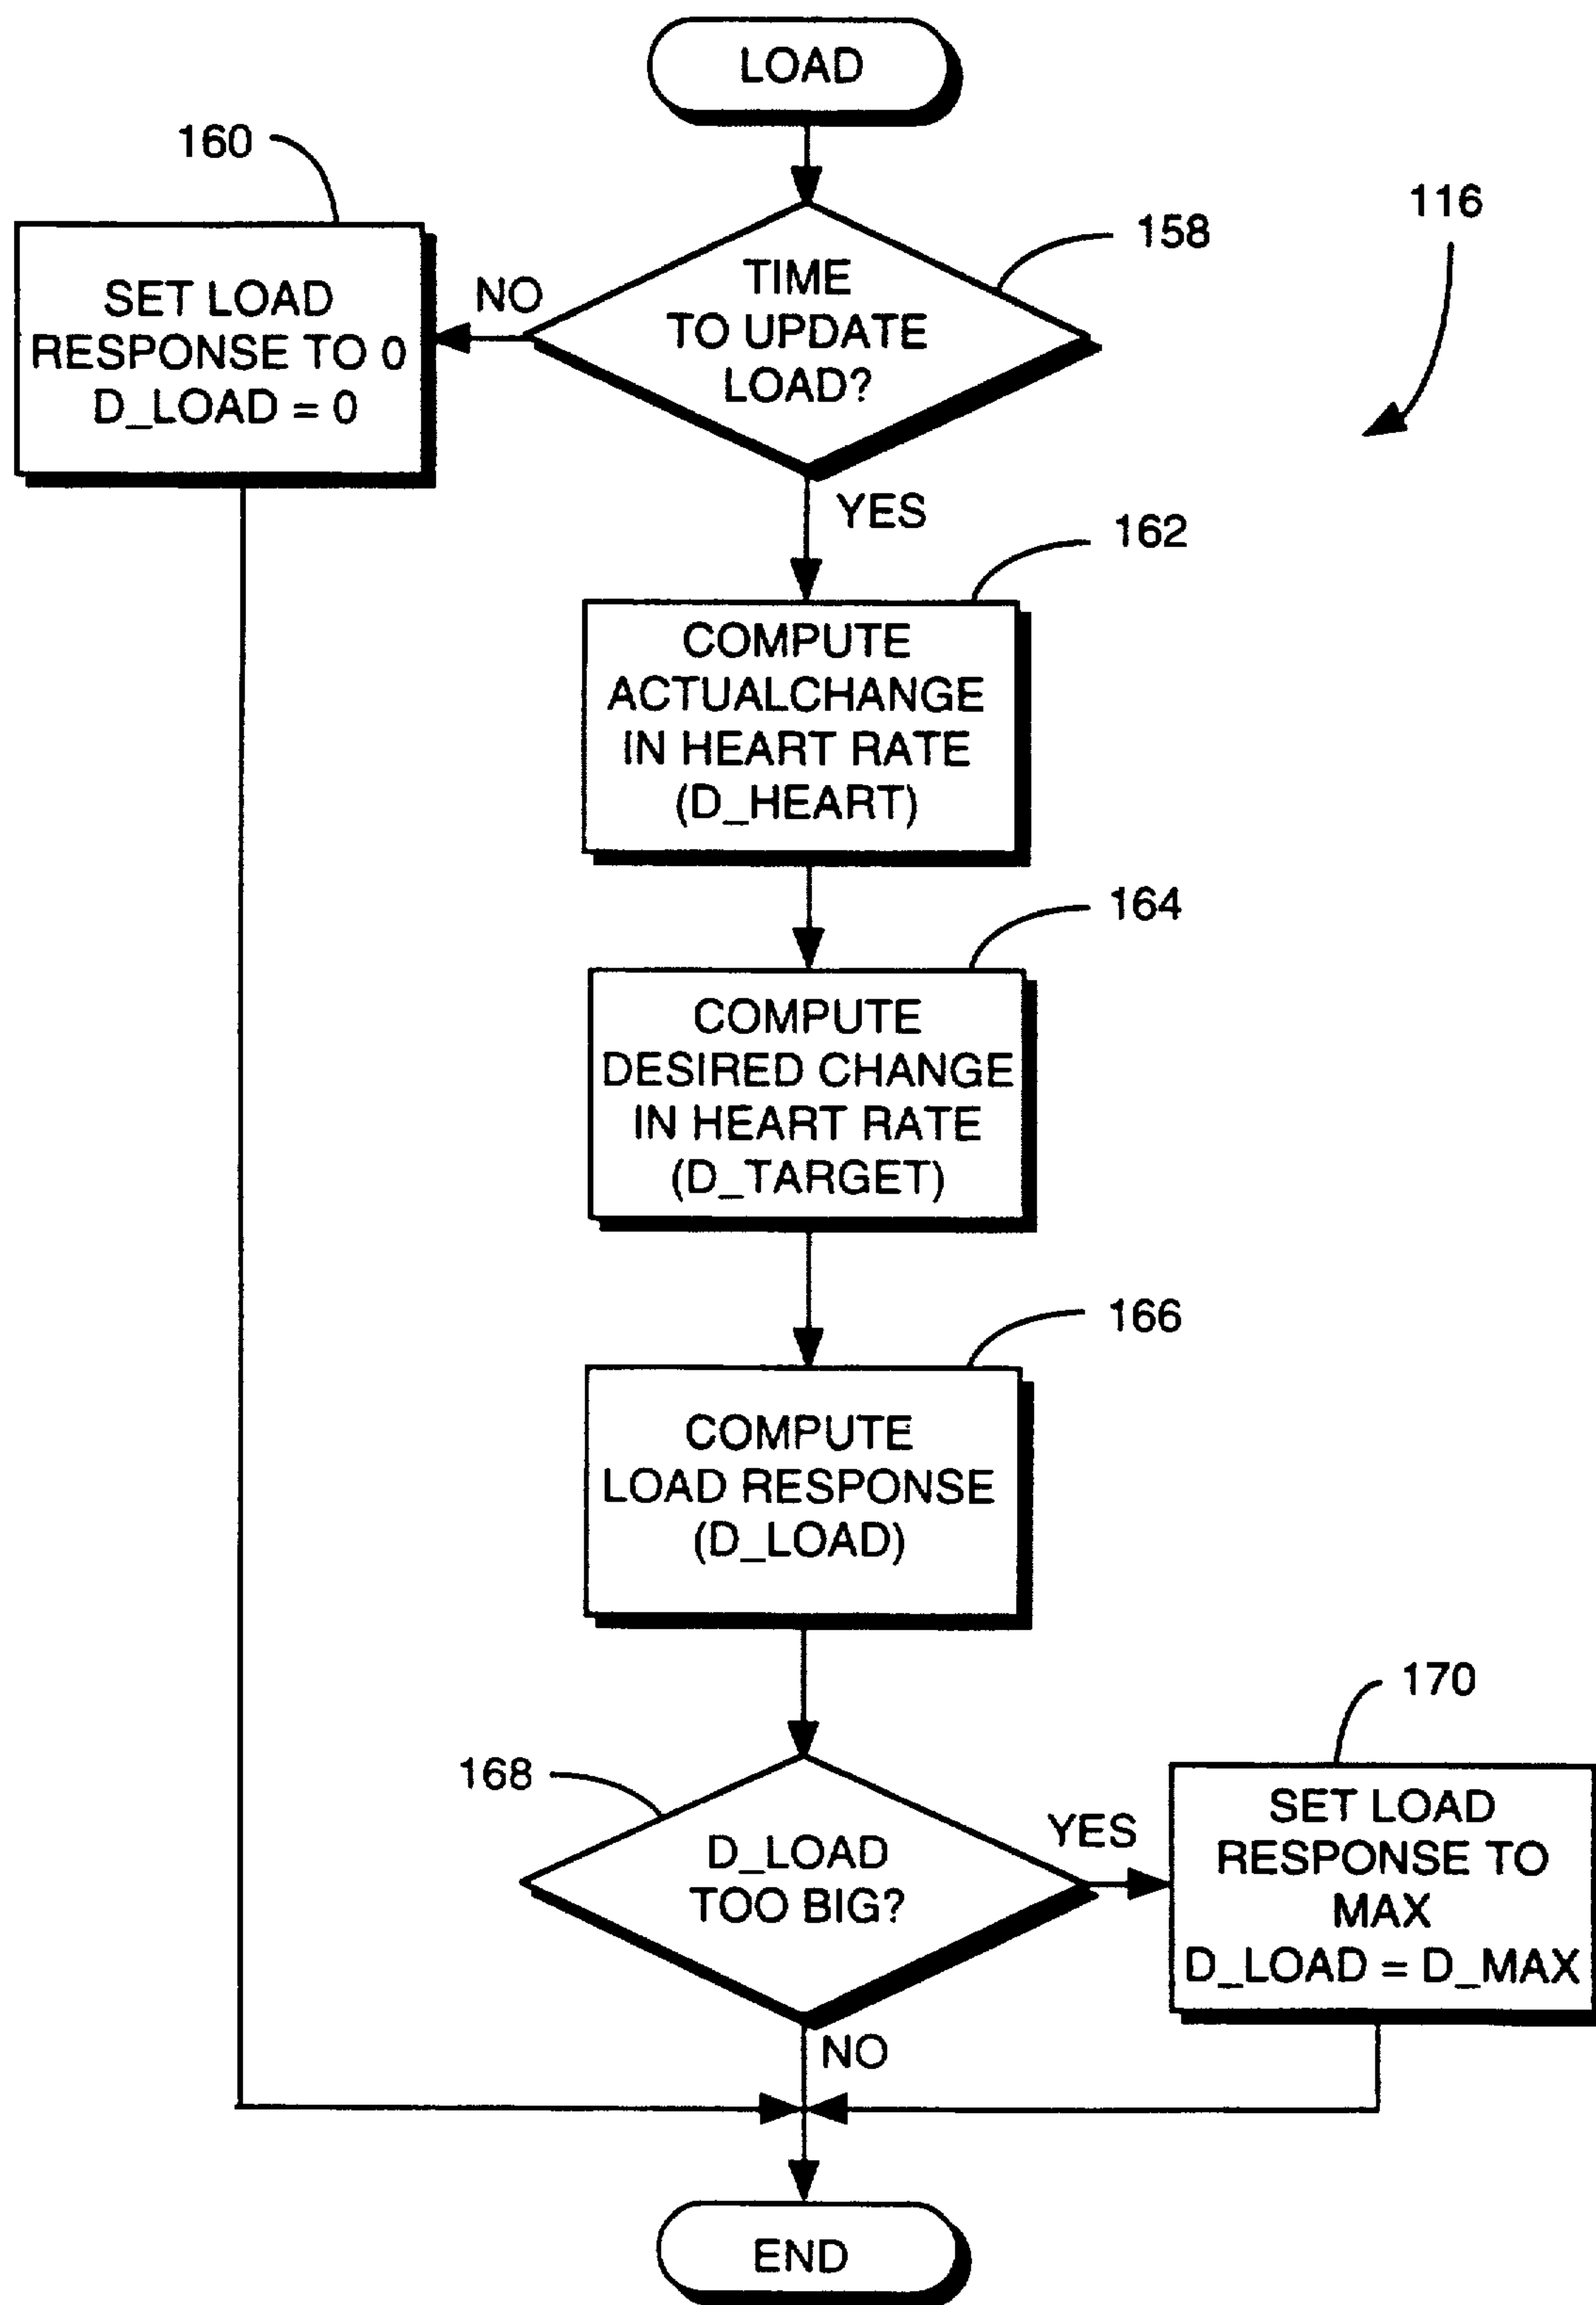 LOAD
160
158
116
TIME
TO UPDATE
LOAD?
NO
SET LOAD
RESPONSE TO 0
D_LOAD = 0
YES
162
COMPUTE
ACTUALCHANGE
IN HEART RATE
(D_HEART)
164
COMPUTE
DESIRED CHANGE
IN HEART RATE
(D_TARGET)
166
COMPUTE
LOAD RESPONSE
(D_LOAD)
168
170
D_LOAD
TOO BIG?
YES
SET LOAD
RESPONSE TO
MAX
D_LOAD = D_MAX
NO
END